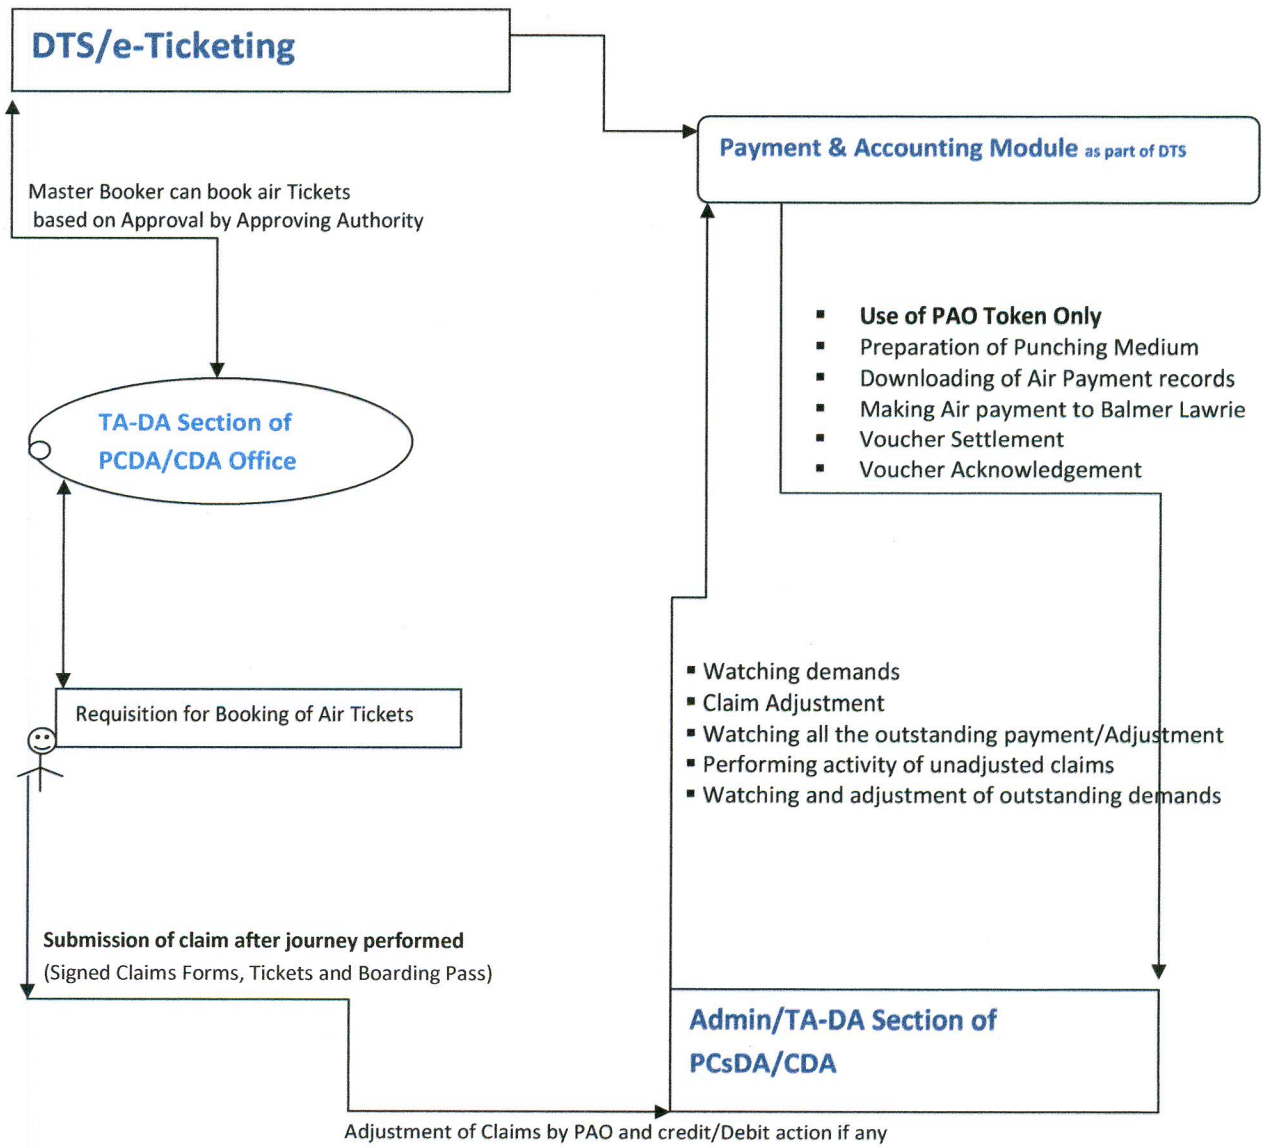 DTS/e-Ticketing
Payment & Accounting Module as part of DTS
Master Booker can book air Tickets
based on Approval by Approving Authority
▪ Use of PAO Token Only
▪ Preparation of Punching Medium
▪ Downloading of Air Payment records
▪ Making Air payment to Balmer Lawrie
▪ Voucher Settlement
▪ Voucher Acknowledgement
TA-DA Section of
PCDA/CDA Office
Requisition for Booking of Air Tickets
▪ Watching demands
▪ Claim Adjustment
▪ Watching all the outstanding payment/Adjustment
▪ Performing activity of unadjusted claims
▪ Watching and adjustment of outstanding demands
Submission of claim after journey performed
(Signed Claims Forms, Tickets and Boarding Pass)
Admin/TA-DA Section of
PCsDA/CDA
Adjustment of Claims by PAO and credit/Debit action if any